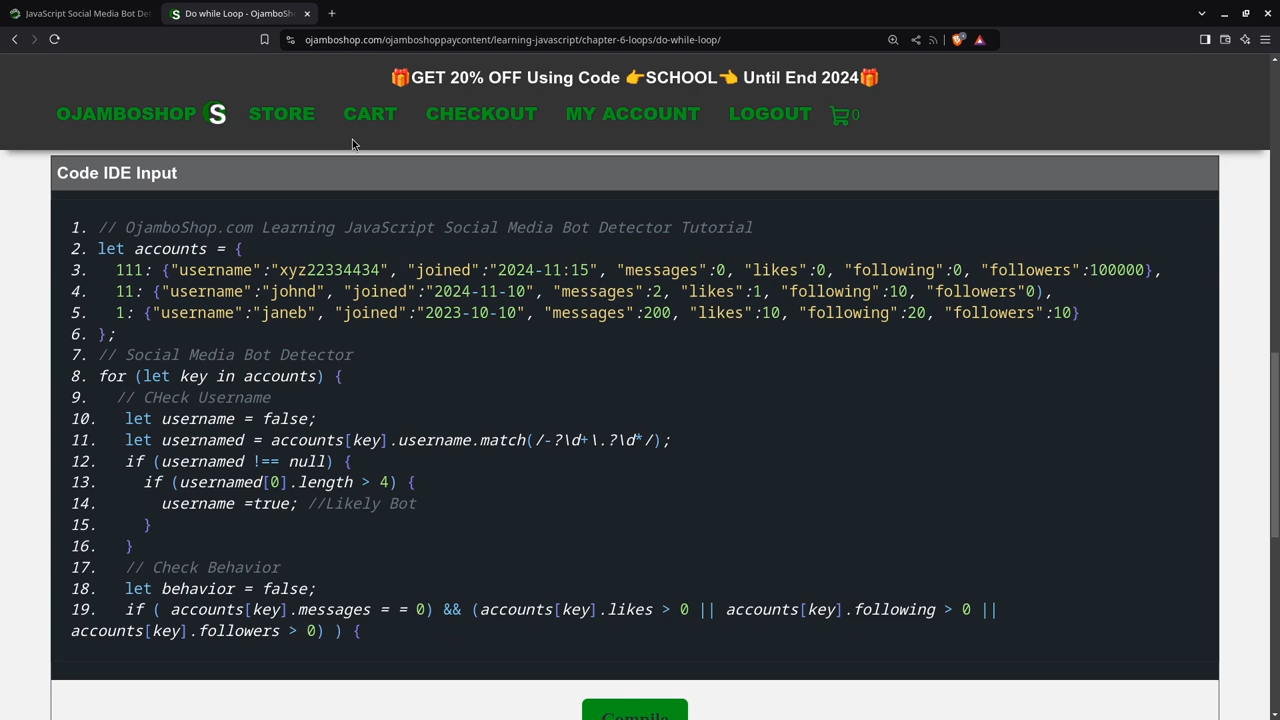 JavaScript Social Media Bot Det
Do while Loop - OjamboSh
ojamboshop.com/ojamboshoppaycontent/learning-javascript/chapter-6-loops/do-while-loop/
🎁GET 20% OFF Using Code 👉SCHOOL👈 Until End 2024🎁
OJAMBOSHOP S STORE CART CHECKOUT MY ACCOUNT LOGOUT 0
Code IDE Input
1. // OjamboShop.com Learning JavaScript Social Media Bot Detector Tutorial
2. let accounts = {
3. 111: {"username":"xyz22334434", "joined":"2024-11:15", "messages":0, "likes":0, "following":0, "followers":100000},
4. 11: {"username":"johnd", "joined":"2024-11-10", "messages":2, "likes":1, "following":10, "followers"0),
5. 1: {"username":"janeb", "joined":"2023-10-10", "messages":200, "likes":10, "following":20, "followers":10}
6. };
7. // Social Media Bot Detector
8. for (let key in accounts) {
9. // CHeck Username
10. let username = false;
11. let usernamed = accounts[key].username.match(/-?\d+\.?\d*/);
12. if (usernamed !== null) {
13. if (usernamed[0].length > 4) {
14. username =true; //Likely Bot
15. }
16. }
17. // Check Behavior
18. let behavior = false;
19. if ( accounts[key].messages = = 0) && (accounts[key].likes > 0 || accounts[key].following > 0 ||
accounts[key].followers > 0) ) {
Compile